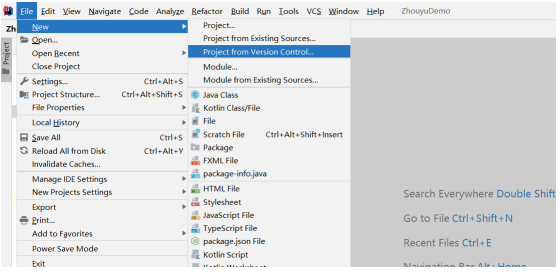 File Edit View Navigate Code Analyze Refactor Build Run Tools VCS Window Help ZhouyuDemo
Zh
Project
New
Open...
Open Recent
Close Project
Settings... Ctrl+Alt+S
Project Structure... Ctrl+Alt+Shift+S
File Properties
Local History
Save All Ctrl+S
Reload All from Disk Ctrl+Alt+Y
Invalidate Caches...
Manage IDE Settings
New Projects Settings
Export
Print...
Add to Favorites
Power Save Mode
Exit
Project...
Project from Existing Sources...
Project from Version Control...
Module...
Module from Existing Sources...
Java Class
Kotlin Class/File
File
Scratch File Ctrl+Alt+Shift+Insert
Package
FXML File
package-info.java
HTML File
Stylesheet
JavaScript File
TypeScript File
package.json File
Kotlin Script
Kotlin Worksheet
Search Everywhere Double Shift
Go to File Ctrl+Shift+N
Recent Files Ctrl+E
Navigation Bar Alt+Home